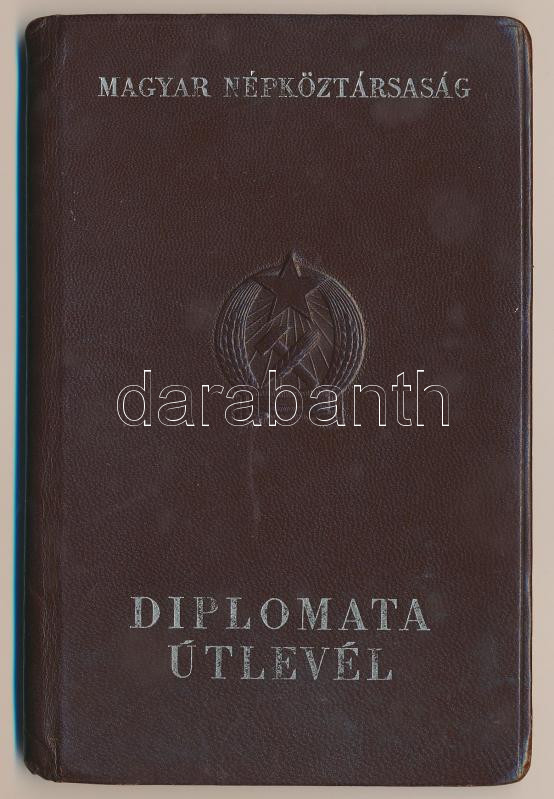 MAGYAR NÉPKÖZTÁRSASÁG
darabanth
DIPLOMATA
ÚTLEVÉL